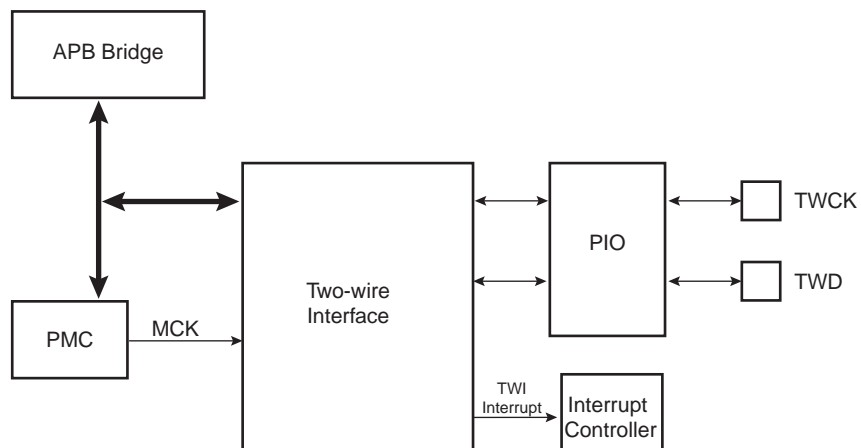 APB Bridge
TWCK
PIO
TWD
Two-wire
Interface
MCK
PMC
TWI
Interrupt
Interrupt
Controller